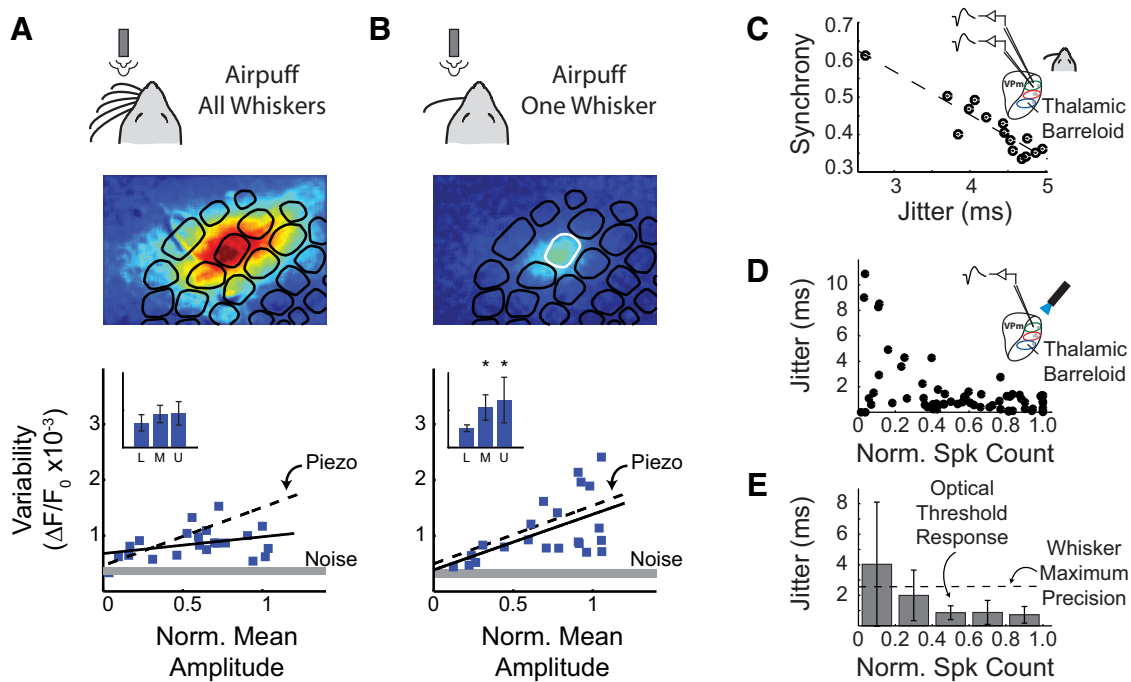 A
Airpuff
All Whiskers
Variability
(ΔF/F0 x10-3)
3
2
1
L M U
Piezo
Noise
0 0.5 1
Norm. Mean
Amplitude
B
Airpuff
One Whisker
3
2
1
* *
L M U
Piezo
Noise
0 0.5 1
Norm. Mean
Amplitude
C
Synchrony
0.7
0.6
0.5
0.4
0.3
VPm
Thalamic
Barreloid
3 4 5
Jitter (ms)
D
Jitter (ms)
10
8
6
4
2
VPm
Thalamic
Barreloid
0 0.2 0.4 0.6 0.8 1.0
Norm. Spk Count
E
Jitter (ms)
8
6
4
2
Optical
Threshold
Response
Whisker
Maximum
Precision
0 0.2 0.4 0.6 0.8 1.0
Norm. Spk Count